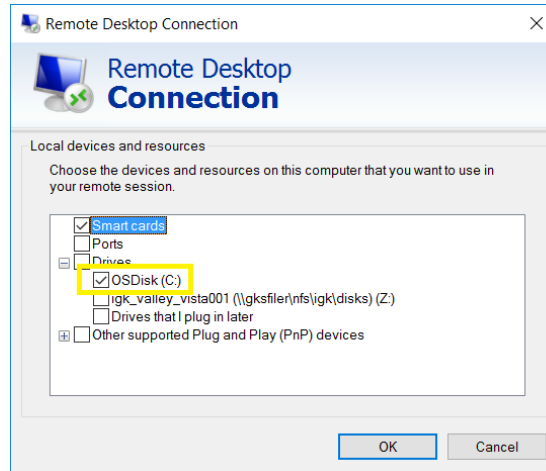 Remote Desktop Connection
Remote Desktop
Connection
Local devices and resources
Choose the devices and resources on this computer that you want to use in
your remote session.
Smart cards
Ports
Drives
OSDisk (C:)
igk_valley_vista001 (\\gksfiler\nfs\igk\disks) (Z:)
Drives that I plug in later
Other supported Plug and Play (PnP) devices
OK
Cancel